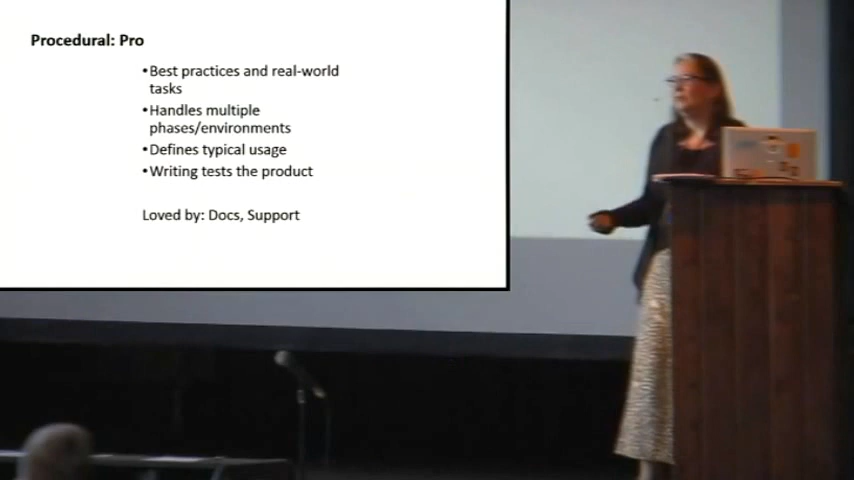 Procedural: Pro
•Best practices and real-world
tasks
•Handles multiple
phases/environments
•Defines typical usage
•Writing tests the product
Loved by: Docs, Support